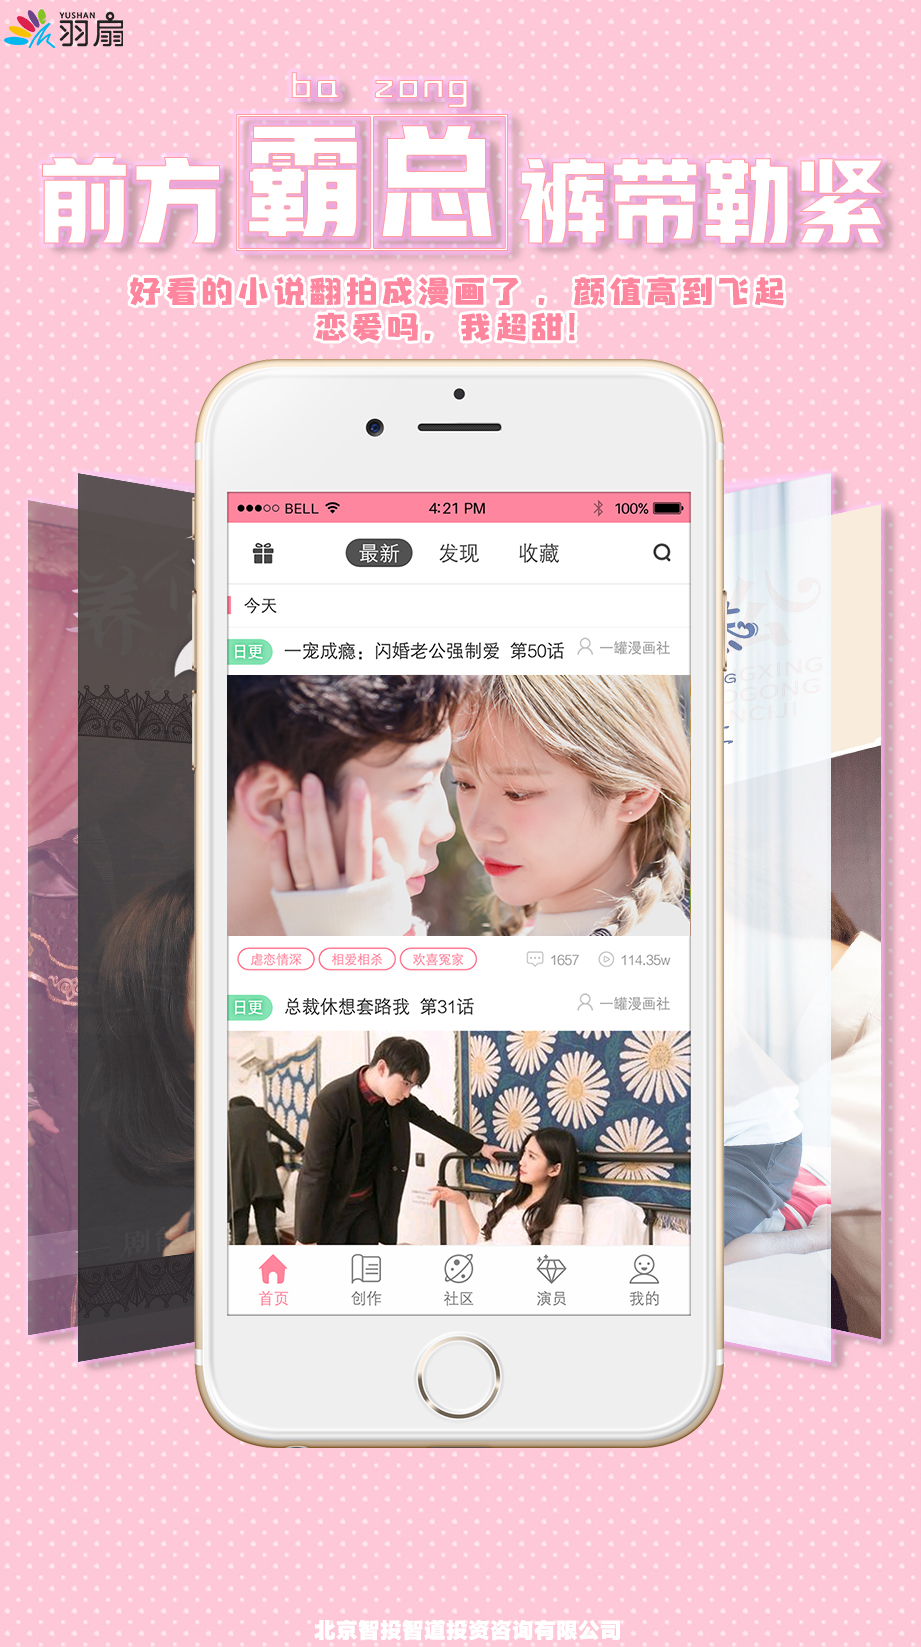 YUSHAN
羽扇
ba zong
前方霸总裤带勒紧
好看的小说翻拍成漫画了，颜值高到飞起
恋爱吗，我超甜！
BELL 4:21 PM 100%
最新 发现 收藏
今天
日更 一宠成瘾：闪婚老公强制爱 第50话 一罐漫画社
虐恋情深 相爱相杀 欢喜冤家 1657 114.35w
日更 总裁休想套路我 第31话 一罐漫画社
首页 创作 社区 演员 我的
北京智投智道投资咨询有限公司